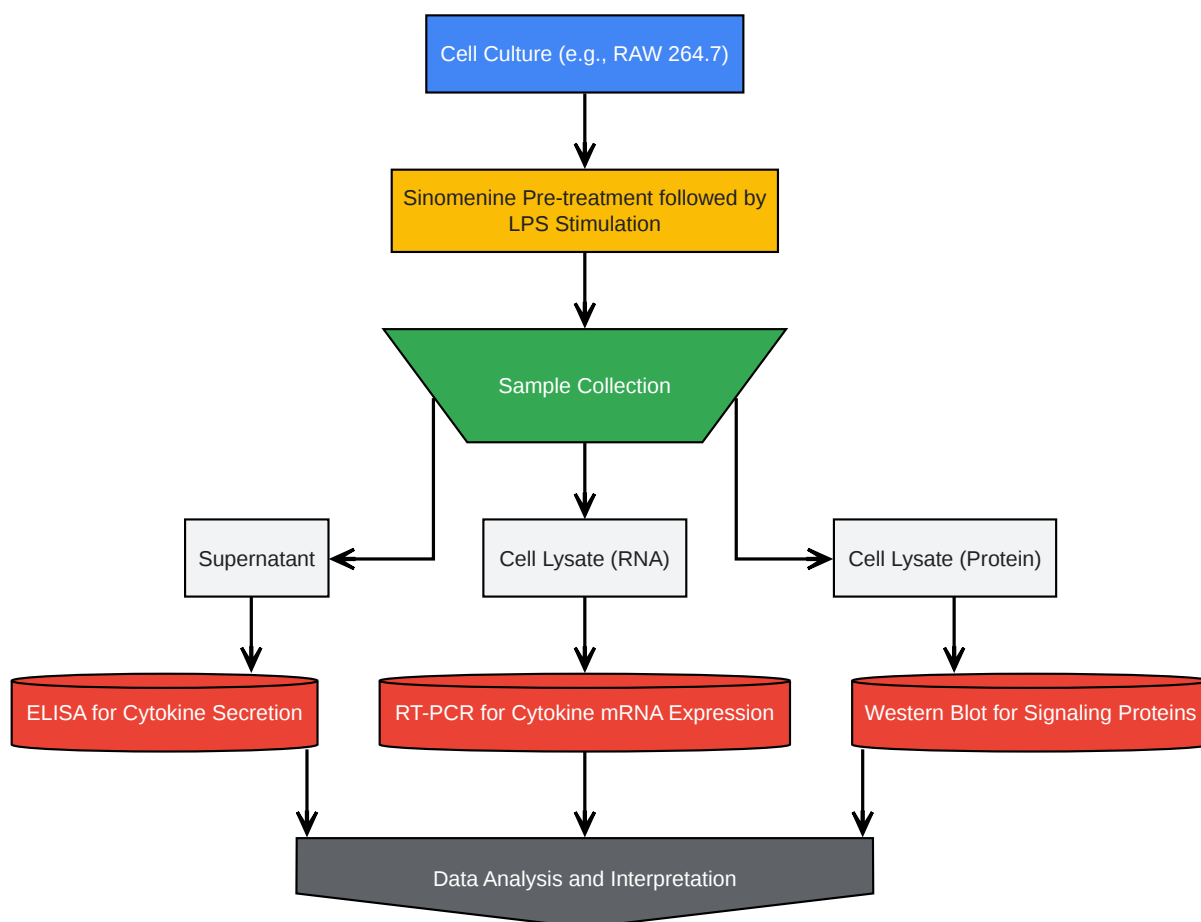 Cell Culture (e.g., RAW 264.7)
Sinomenine Pre-treatment followed by
LPS Stimulation
Sample Collection
Supernatant
Cell Lysate (RNA)
Cell Lysate (Protein)
ELISA for Cytokine Secretion
RT-PCR for Cytokine mRNA Expression
Western Blot for Signaling Proteins
Data Analysis and Interpretation